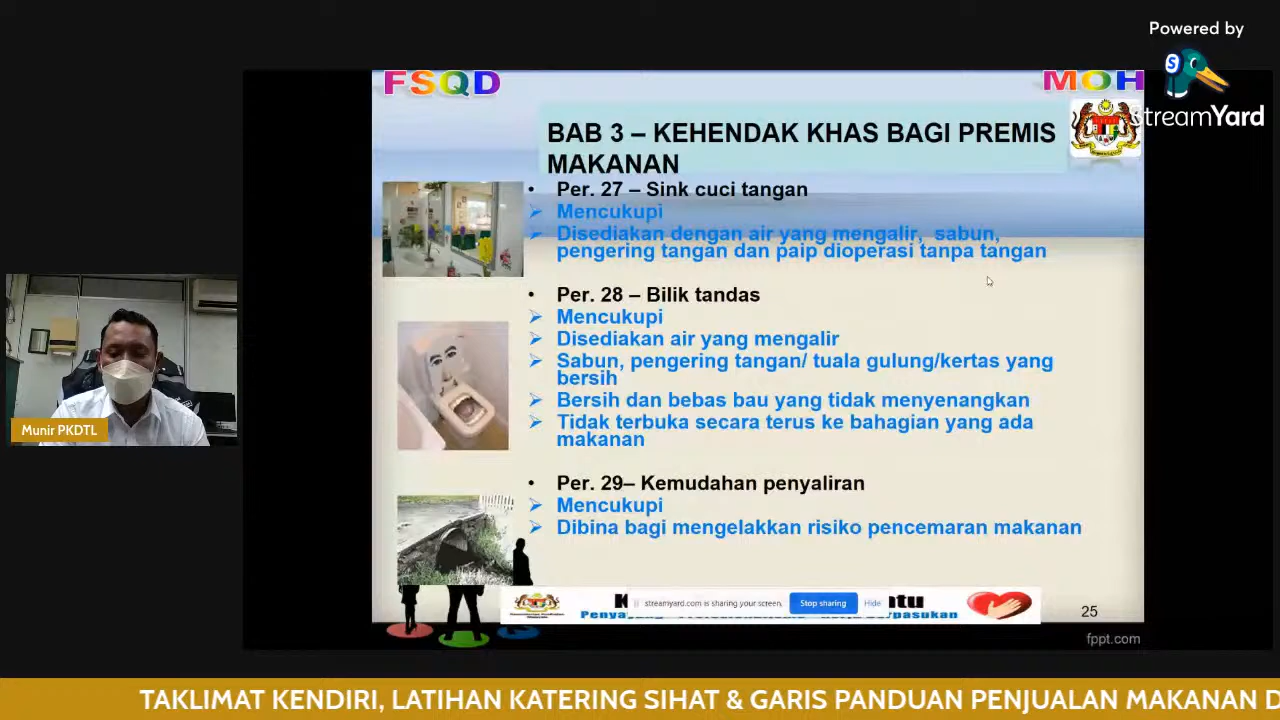 Powered by
StreamYard
FSQD
MOH
BAB 3 – KEHENDAK KHAS BAGI PREMIS
MAKANAN
• Per. 27 – Sink cuci tangan
➢ Mencukupi
➢ Disediakan dengan air yang mengalir, sabun,
pengering tangan dan paip dioperasi tanpa tangan
• Per. 28 – Bilik tandas
➢ Mencukupi
➢ Disediakan air yang mengalir
➢ Sabun, pengering tangan/ tuala gulung/kertas yang
bersih
➢ Bersih dan bebas bau yang tidak menyenangkan
➢ Tidak terbuka secara terus ke bahagian yang ada
makanan
• Per. 29– Kemudahan penyaliran
➢ Mencukupi
➢ Dibina bagi mengelakkan risiko pencemaran makanan
Munir PKDTL
streamyard.com is sharing your screen.
Stop sharing
Hide
25
fppt.com
TAKLIMAT KENDIRI, LATIHAN KATERING SIHAT & GARIS PANDUAN PENJUALAN MAKANAN D